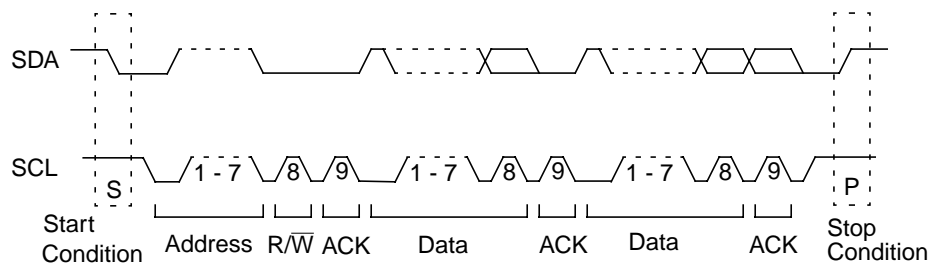 SDA
SCL
S
1 - 7
8
9
1 - 7
8
9
1 - 7
8
9
P
Start
Condition
Address
R/W̅
ACK
Data
ACK
Data
ACK
Stop
Condition